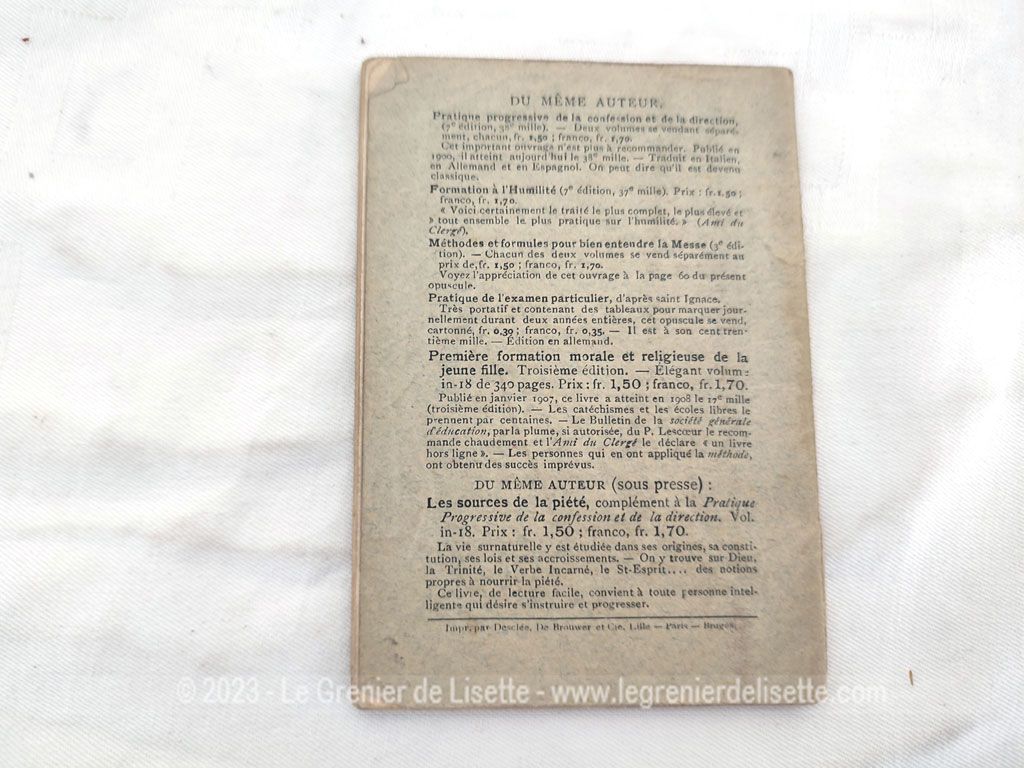 DU MÊME AUTEUR.
Pratique progressive de la confession et de la direction,
(7e édition, 38e mille). — Deux volumes se vendant séparé-
ment, chacun, fr. 1,50 ; franco, fr. 1,70.
Cet important ouvrage n'est plus à recommander. Publié en
1900, il atteint aujourd'hui le 38e mille. — Traduit en Italien,
en Allemand et en Espagnol. On peut dire qu'il est devenu
classique.
Formation à l'Humilité (7e édition, 37e mille). Prix : fr. 1,50 ;
franco, fr. 1,70.
« Voici certainement le traité le plus complet, le plus élevé et
» tout ensemble le plus pratique sur l'humilité. » (Ami du
Clergé).
Méthodes et formules pour bien entendre la Messe (3e édi-
tion). — Chacun des deux volumes se vend séparément au
prix de fr. 1,50 ; franco, fr. 1,70.
Voyez l'appréciation de cet ouvrage à la page 60 du présent
opuscule.
Pratique de l'examen particulier, d'après saint Ignace.
Très portatif et contenant des tableaux pour marquer jour-
nellement durant deux années entières, cet opuscule se vend,
cartonné, fr. 0,30 ; franco, fr. 0,35. — Il est à son cent tren-
tième mille. — Édition en allemand.
Première formation morale et religieuse de la
jeune fille. Troisième édition. — Élégant volume
in-18 de 340 pages. Prix : fr. 1,50 ; franco, fr. 1,70.
Publié en janvier 1907, ce livre a atteint en 1908 le 17e mille
(troisième édition). — Les catéchismes et les écoles libres le
prennent par centaines. — Le Bulletin de la société générale
d'éducation, par la plume, si autorisée, du P. Lescœur le recom-
mande chaudement et l'Ami du Clergé le déclare « un livre
hors ligne ». — Les personnes qui en ont appliqué la méthode,
ont obtenu des succès imprévus.
DU MÊME AUTEUR (sous presse) :
Les sources de la piété, complément à la Pratique
Progressive de la confession et de la direction. Vol.
in-18. Prix : fr. 1,50 ; franco, fr. 1,70.
La vie surnaturelle y est étudiée dans ses origines, sa consti-
tution, ses lois et ses accroissements. — On y trouve sur Dieu,
la Trinité, le Verbe Incarné, le St-Esprit.... des notions
propres à nourrir la piété.
Ce livre, de lecture facile, convient à toute personne intel-
ligente qui désire s'instruire et progresser.
Impr. par Desclée, De Brouwer et Cie, Lille — Paris — Bruges.
© 2023 - Le Grenier de Lisette - www.legrenierdelisette.com